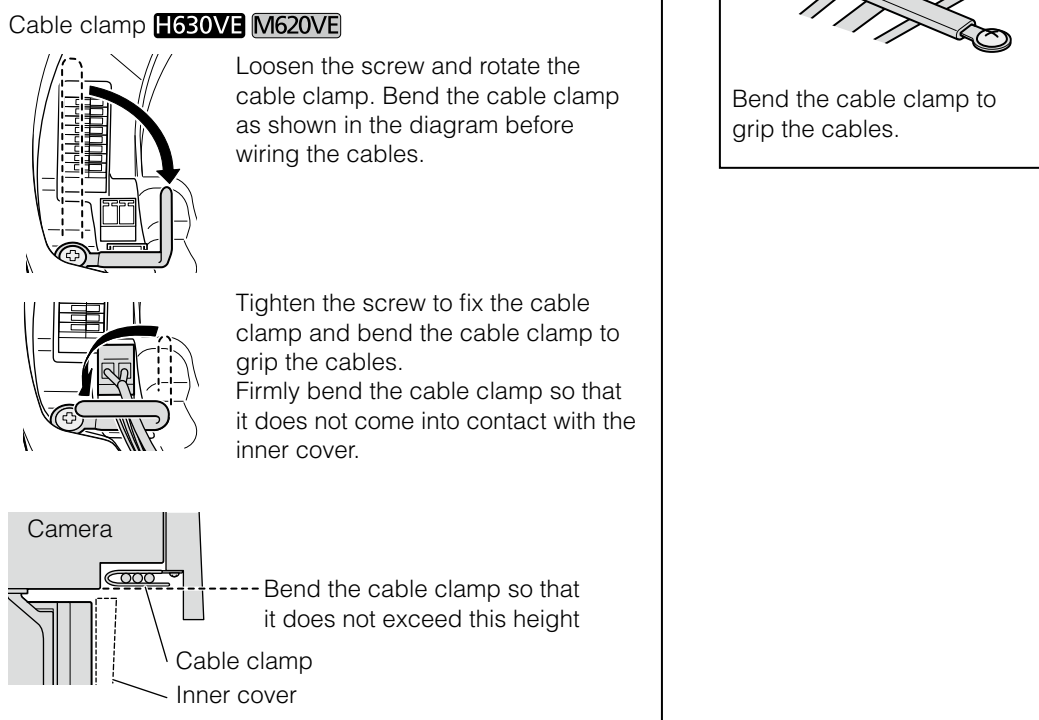 Cable clamp H630VE M620VE
Loosen the screw and rotate the
cable clamp. Bend the cable clamp
as shown in the diagram before
wiring the cables.
Tighten the screw to fix the cable
clamp and bend the cable clamp to
grip the cables.
Firmly bend the cable clamp so that
it does not come into contact with the
inner cover.
Camera
Bend the cable clamp so that
it does not exceed this height
Cable clamp
Inner cover
Bend the cable clamp to
grip the cables.